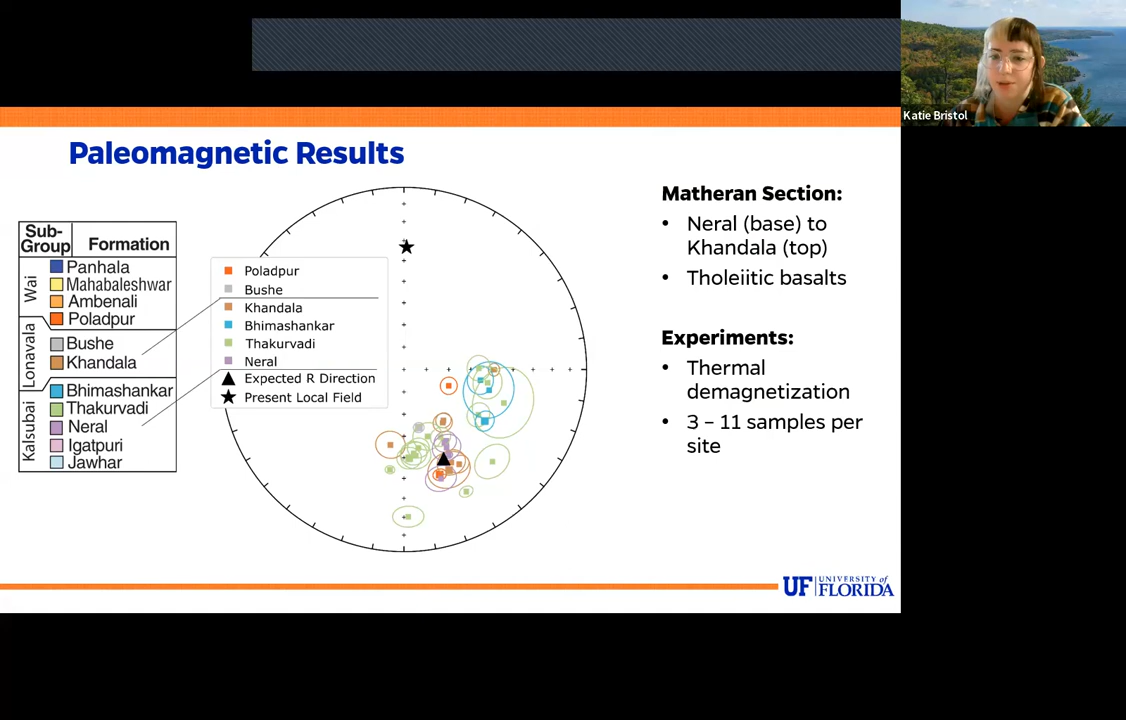 Katie Bristol
Paleomagnetic Results
Sub-
Group
Formation
Wai
Panhala
Mahabaleshwar
Ambenali
Poladpur
Lonavala
Bushe
Khandala
Kalsubai
Bhimashankar
Thakurvadi
Neral
Igatpuri
Jawhar
Poladpur
Bushe
Khandala
Bhimashankar
Thakurvadi
Neral
Expected R Direction
Present Local Field
Matheran Section:
• Neral (base) to
Khandala (top)
• Tholeiitic basalts
Experiments:
• Thermal
demagnetization
• 3 – 11 samples per
site
UF UNIVERSITY of
FLORIDA